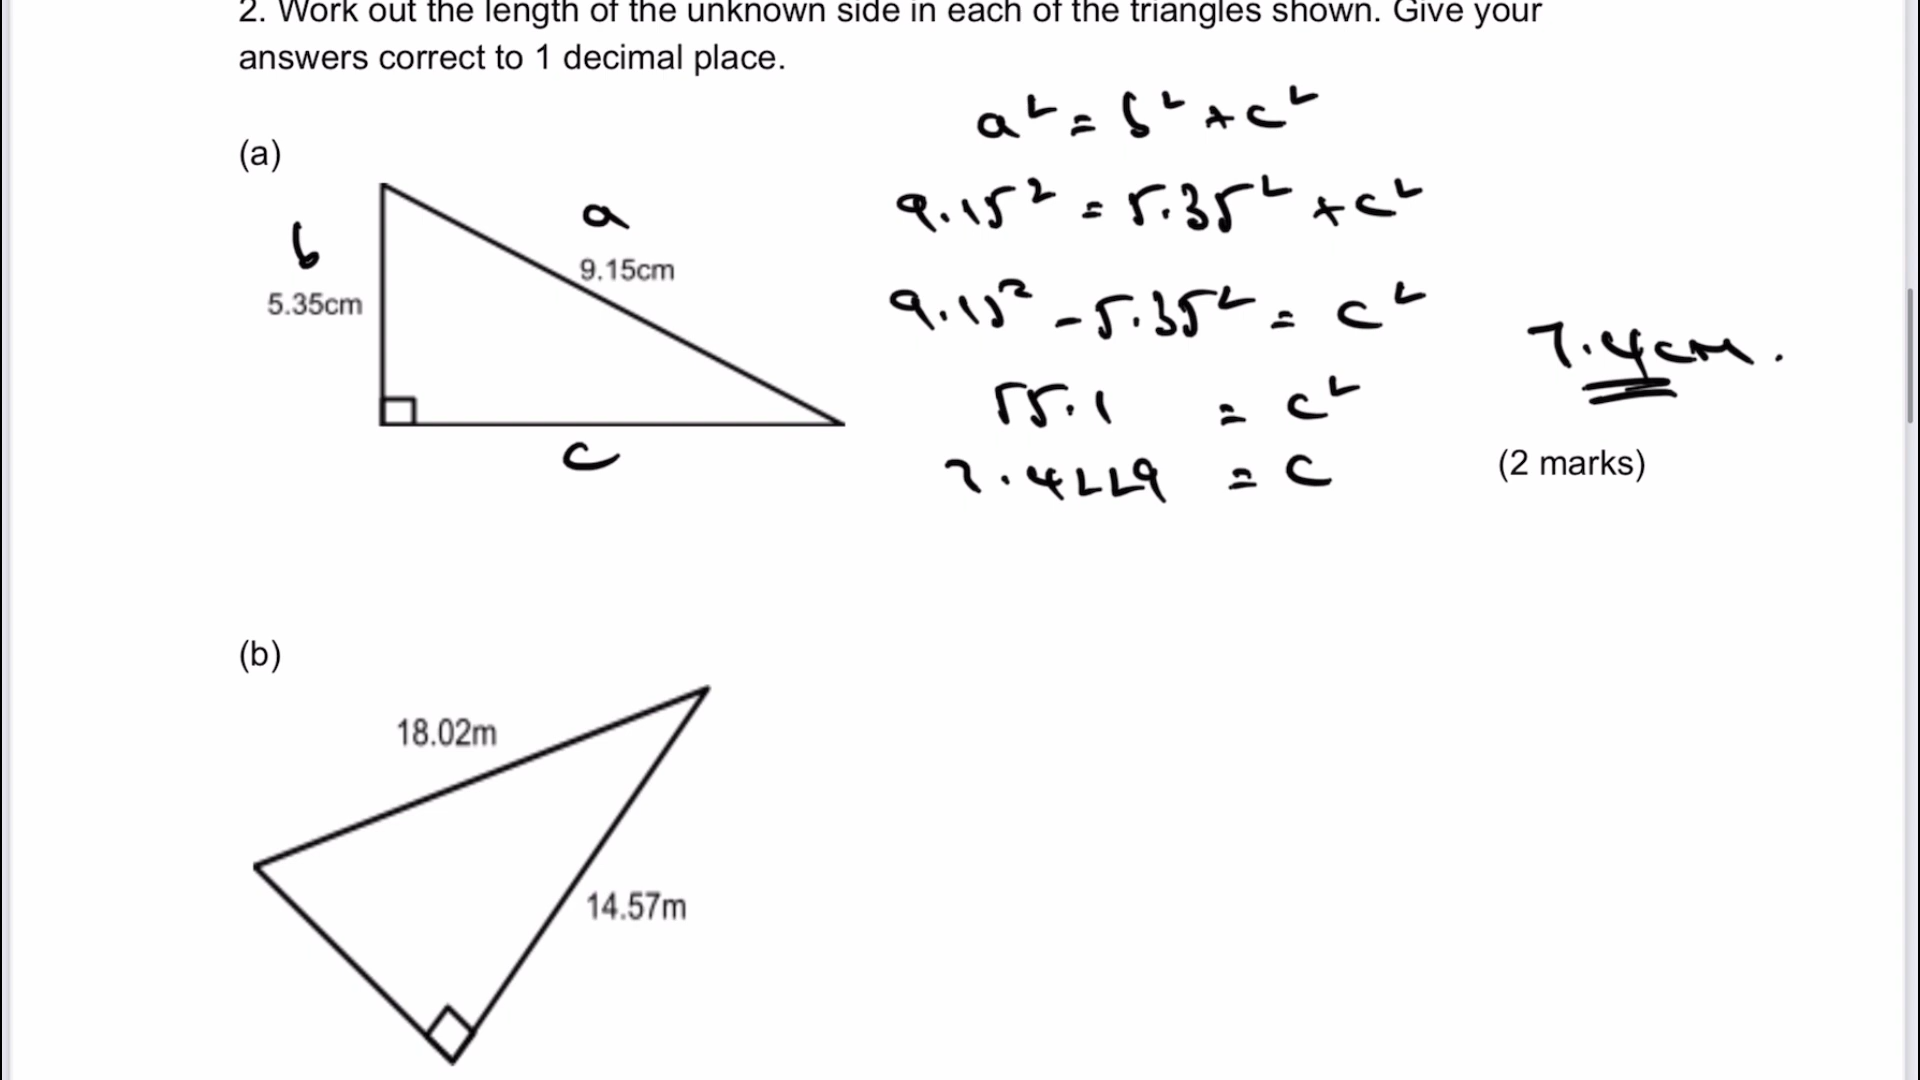 2. Work out the length of the unknown side in each of the triangles shown. Give your
answers correct to 1 decimal place.
(a)
a² = b² + c²
b
a
9.15² = 5.35² + c²
9.15cm
5.35cm
9.15² - 5.35² = c²
7.4cm.
55.1 = c²
c
7.4229 = c
(2 marks)
(b)
18.02m
14.57m